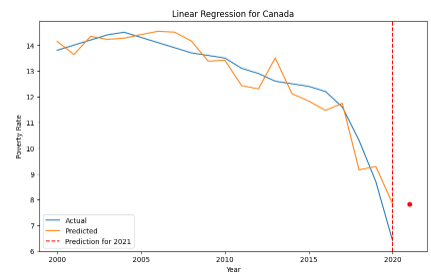 Linear Regression for Canada
14
13
12
11
10
9
8
7
6
Poverty Rate
Actual
Predicted
Prediction for 2021
2000 2005 2010 2015 2020
Year